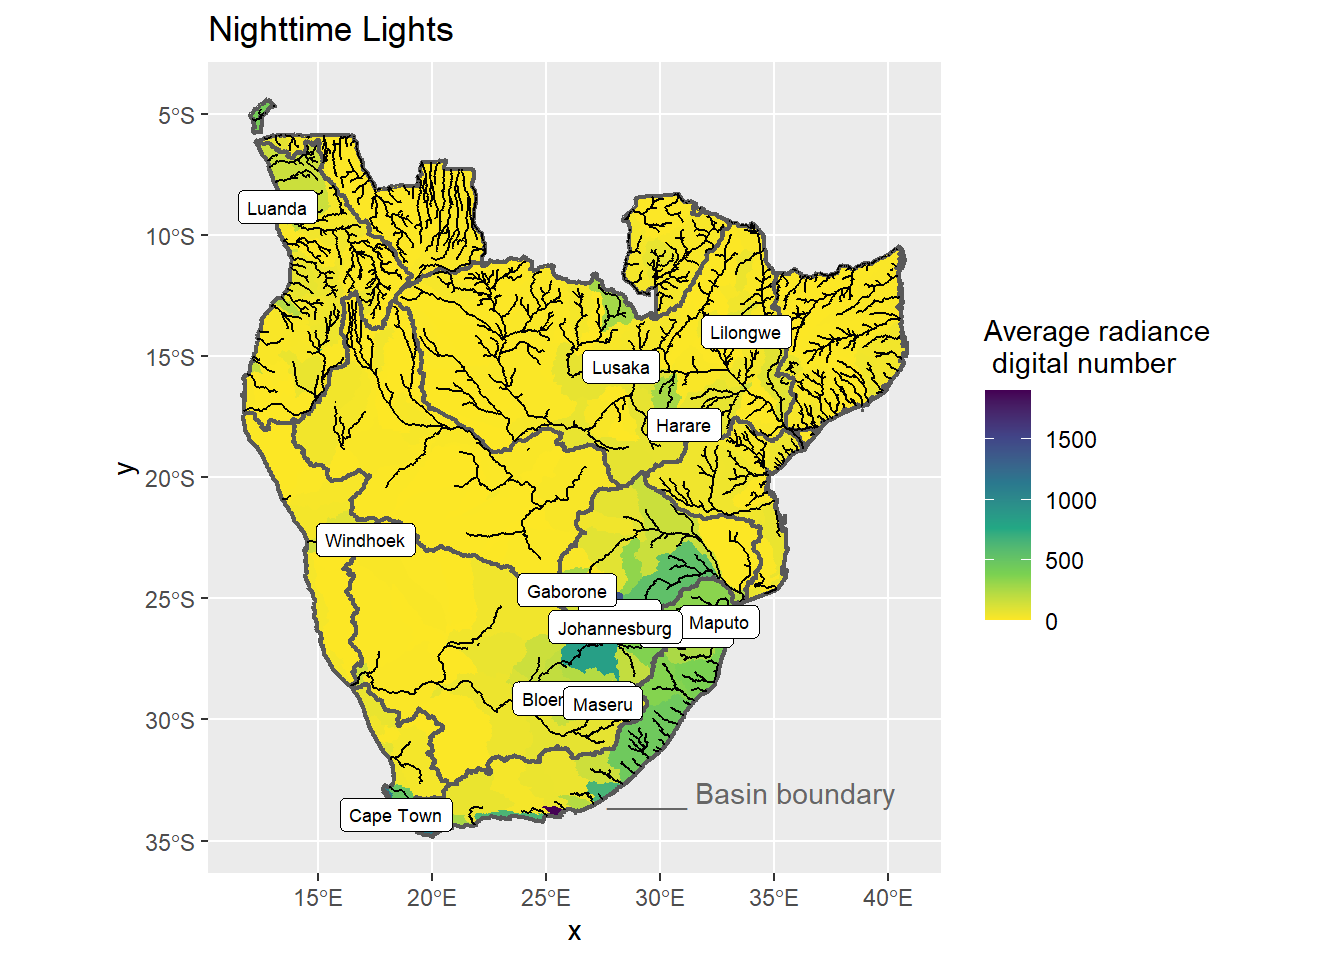 Nighttime Lights
5°S
10°S
15°S
20°S
25°S
30°S
35°S
y
Luanda
Lilongwe
Lusaka
Harare
Windhoek
Gaborone
Maputo
Johannesburg
Maseru
Cape Town
Basin boundary
15°E
20°E
25°E
30°E
35°E
40°E
x
Average radiance
digital number
1500
1000
500
0